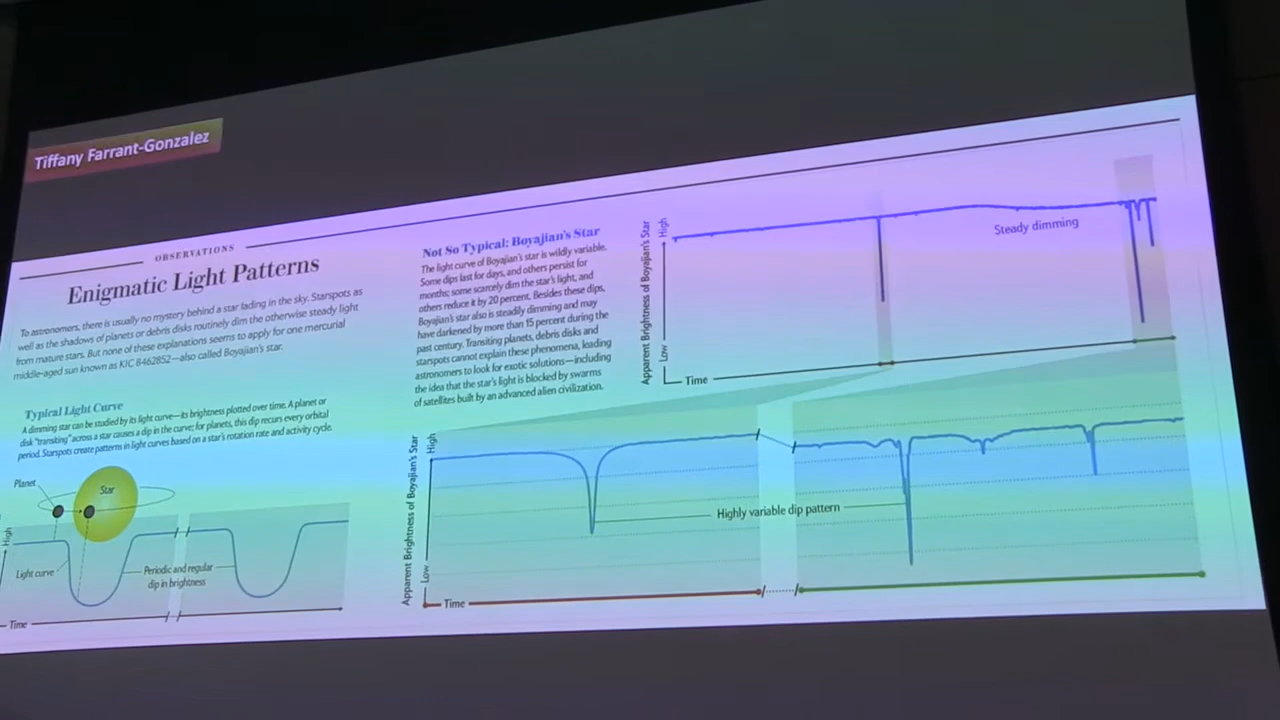 Tiffany Farrant-Gonzalez
OBSERVATIONS
Enigmatic Light Patterns
To astronomers, there is usually no mystery behind a star fading in the sky. Starspots as
well as the shadows of planets or debris disks routinely dim the otherwise steady light
from mature stars. But none of these explanations seems to apply for one mercurial
middle-aged sun known as KIC 8462852—also called Boyajian's star.
Typical Light Curve
A dimming star can be studied by its light curve—its brightness plotted over time. A planet or
disk "transiting" across a star causes a dip in the curve; for planets, this dip recurs every orbital
period. Starspots create patterns in light curves based on a star's rotation rate and activity cycle.
Planet
Star
High
Light curve
Periodic and regular
dip in brightness
Time
Not So Typical: Boyajian's Star
The light curve of Boyajian's star is wildly variable.
Some dips last for days, and others persist for
months; some scarcely dim the star's light, and
others reduce it by 20 percent. Besides these dips,
Boyajian's star also is steadily dimming and may
have darkened by more than 15 percent during the
past century. Transiting planets, debris disks and
starspots cannot explain these phenomena, leading
astronomers to look for exotic solutions—including
the idea that the star's light is blocked by swarms
of satellites built by an advanced alien civilization.
Apparent Brightness of Boyajian's Star
High
Low
Time
Steady dimming
Apparent Brightness of Boyajian's Star
High
Low
Time
Highly variable dip pattern